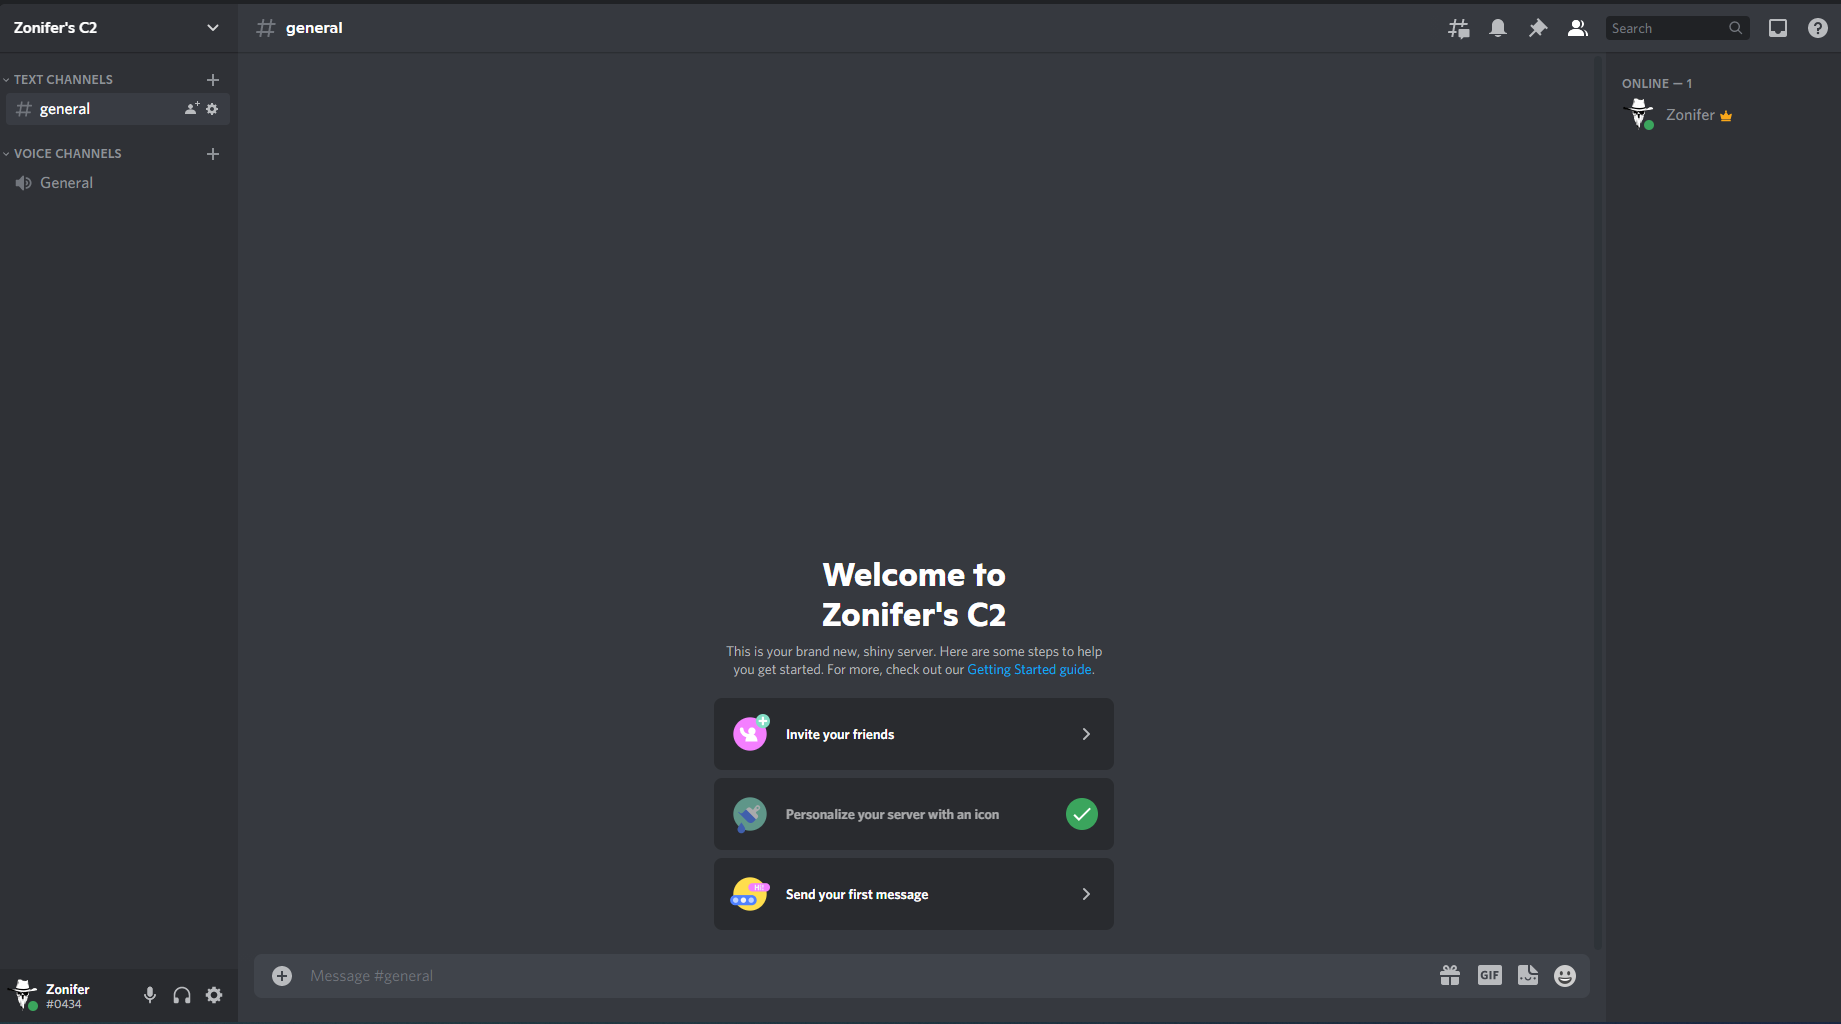 Zonifer's C2
general
Search
TEXT CHANNELS
general
VOICE CHANNELS
General
ONLINE — 1
Zonifer
Welcome to
Zonifer's C2
This is your brand new, shiny server. Here are some steps to help
you get started. For more, check out our Getting Started guide.
Invite your friends
Personalize your server with an icon
Hi!
Send your first message
Message #general
GIF
Zonifer
#0434